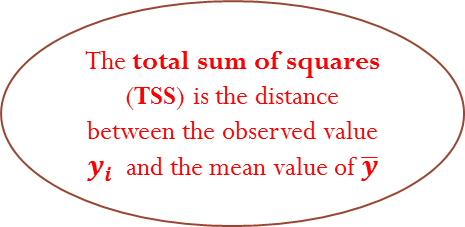 The total sum of squares
(TSS) is the distance
between the observed value
𝒚ᵢ and the mean value of ȳ